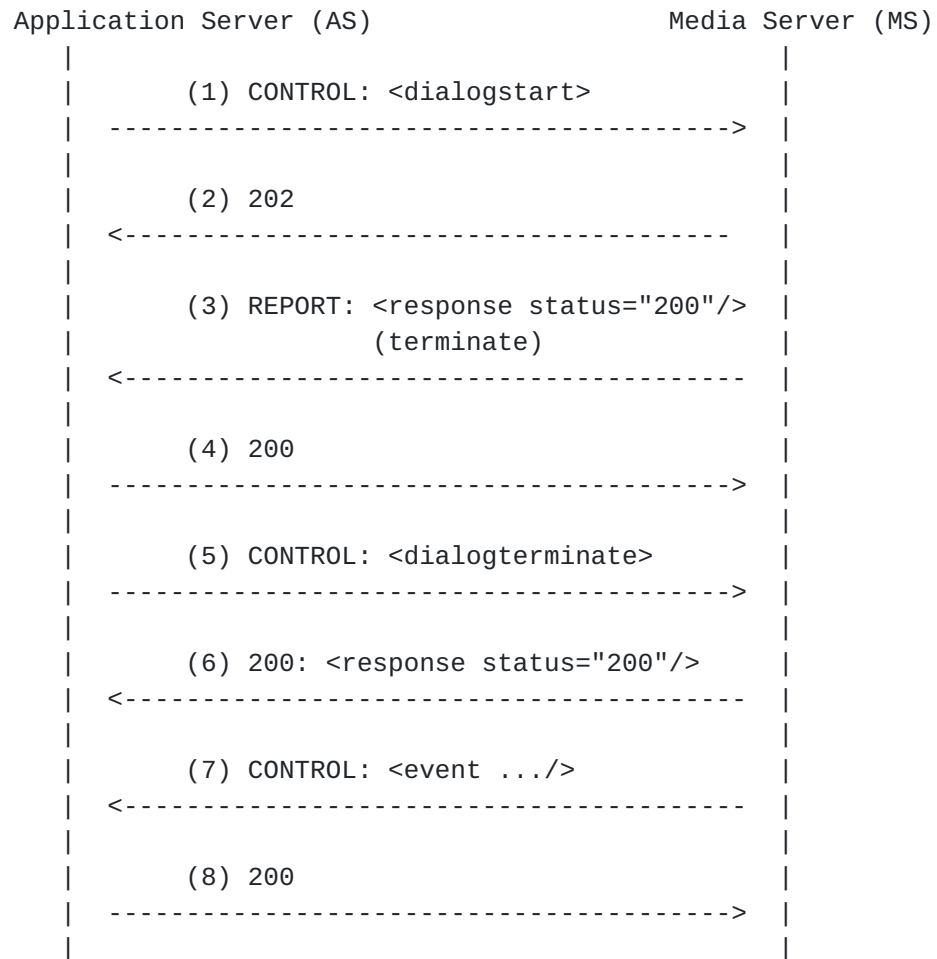 Application Server (AS) Media Server (MS)
(1) CONTROL: <dialogstart>
(2) 202
(3) REPORT: <response status="200"/>
(terminate)
(4) 200
(5) CONTROL: <dialogterminate>
(6) 200: <response status="200"/>
(7) CONTROL: <event .../>
(8) 200